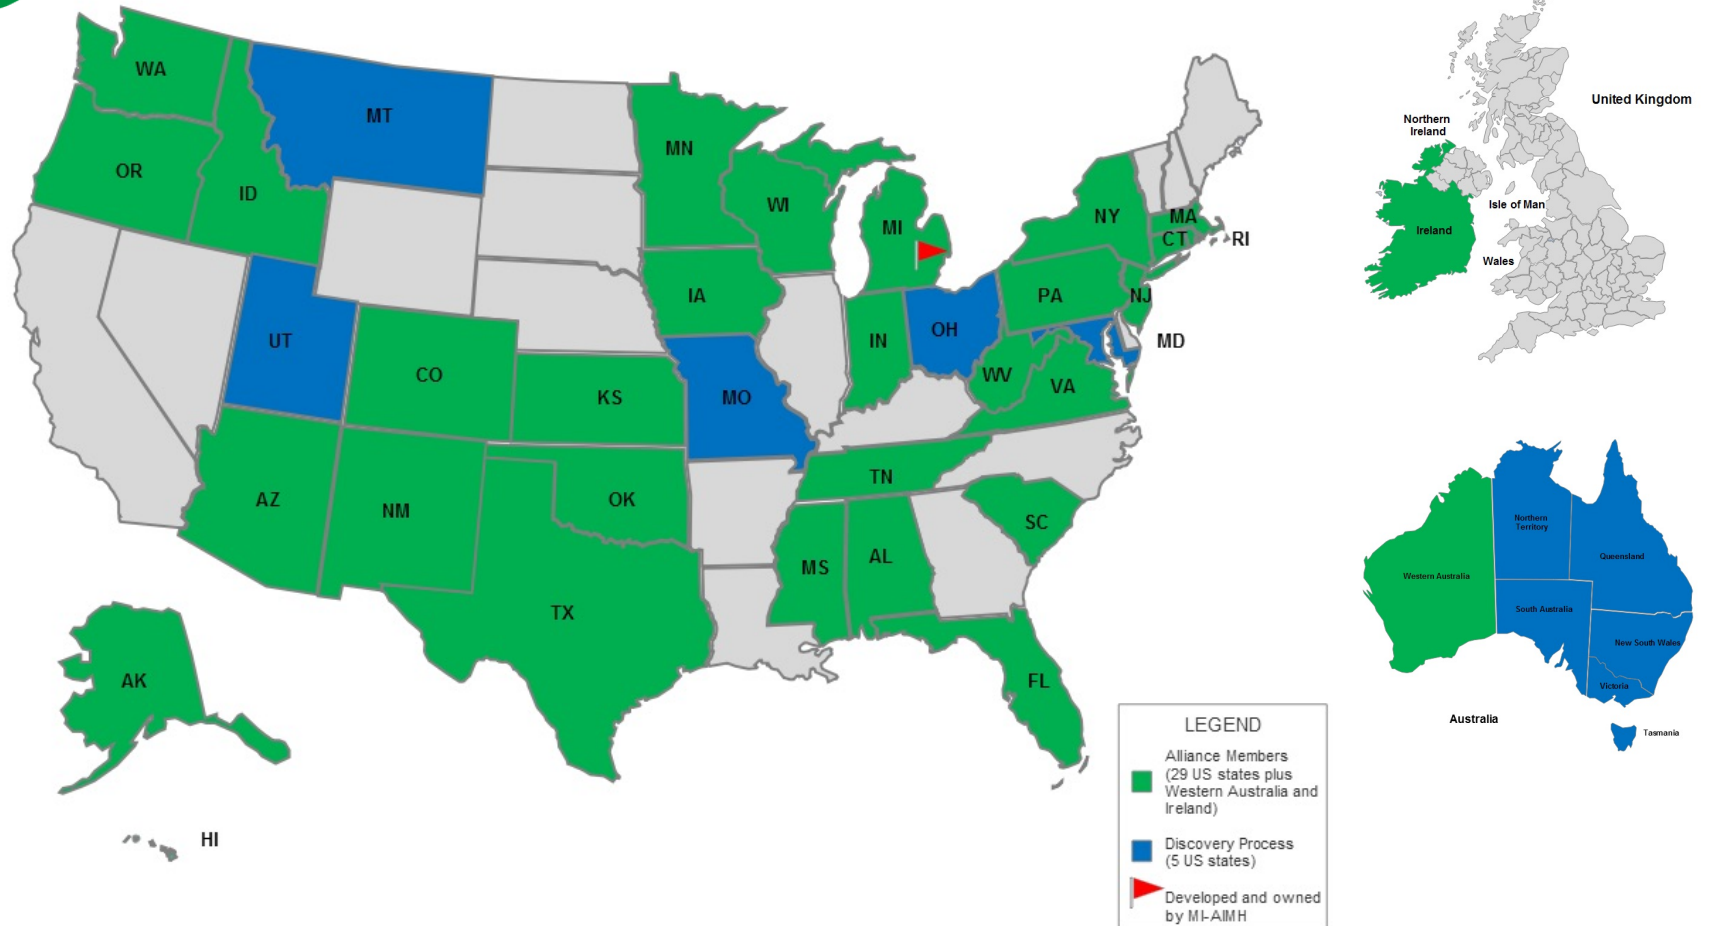 WA
MT
OR
ID
MN
WI
MI
NY
MA
CT
RI
IA
PA
NJ
UT
OH
MD
CO
IN
WV
VA
KS
MO
AZ
NM
OK
TN
SC
MS
AL
TX
AK
FL
HI
United Kingdom
Northern
Ireland
Isle of Man
Ireland
Wales
Northern
Territory
Queensland
Western Australia
South Australia
New South Wales
Victoria
Australia
Tasmania
LEGEND
Alliance Members
(29 US states plus
Western Australia and
Ireland)
Discovery Process
(5 US states)
Developed and owned
by MI-AIMH